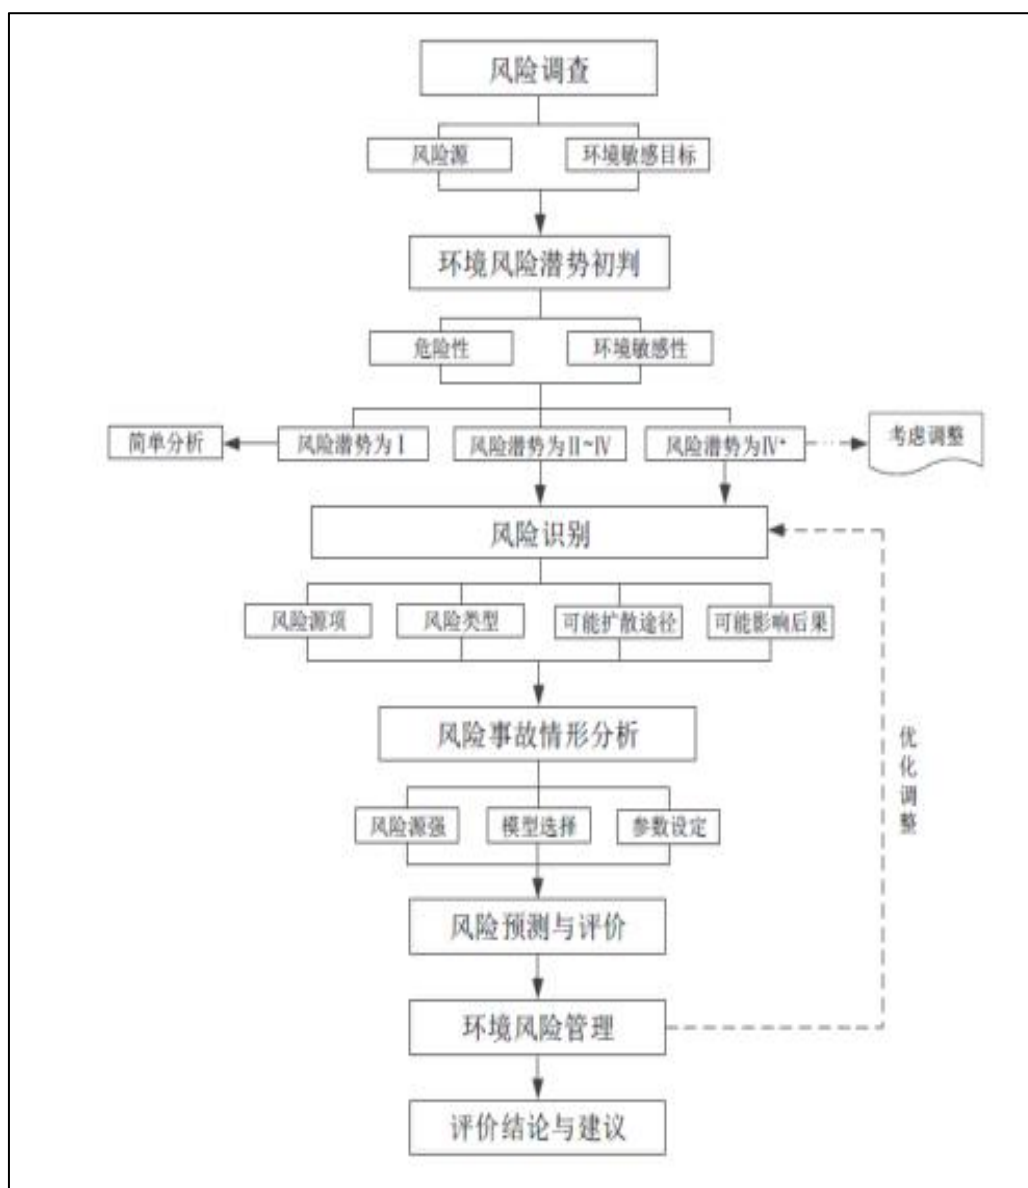 风险调查
风险源
环境敏感目标
环境风险潜势初判
危险性
环境敏感性
简单分析
风险潜势为Ⅰ
风险潜势为Ⅱ~Ⅳ
风险潜势为Ⅳ⁺
考虑调整
风险识别
风险源项
风险类型
可能扩散途径
可能影响后果
风险事故情形分析
风险源强
模型选择
参数设定
优化调整
风险预测与评价
环境风险管理
评价结论与建议